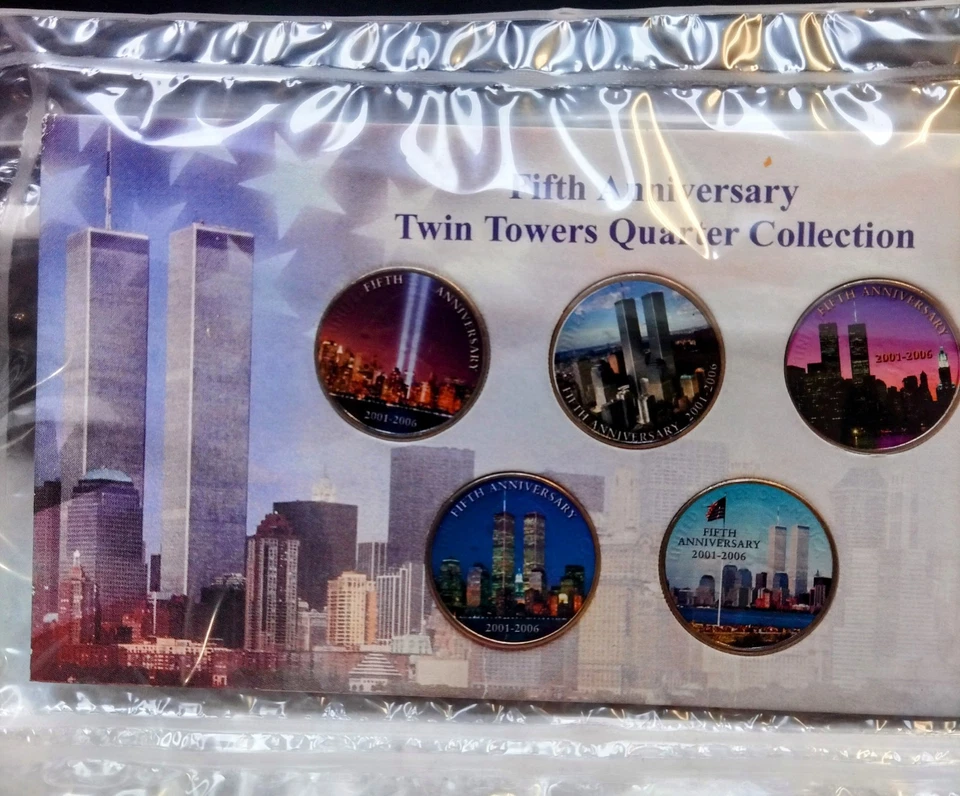 Fifth Anniversary
Twin Towers Quarter Collection
FIFTH ANNIVERSARY
2001-2006
FIFTH ANNIVERSARY 2001-2006
FIFTH ANNIVERSARY
2001-2006
FIFTH ANNIVERSARY
2001-2006
FIFTH
ANNIVERSARY
2001-2006